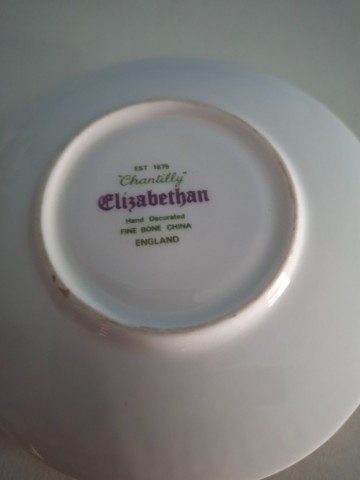 EST 1875
"Chantilly"
Elizabethan
Hand Decorated
FINE BONE CHINA
ENGLAND